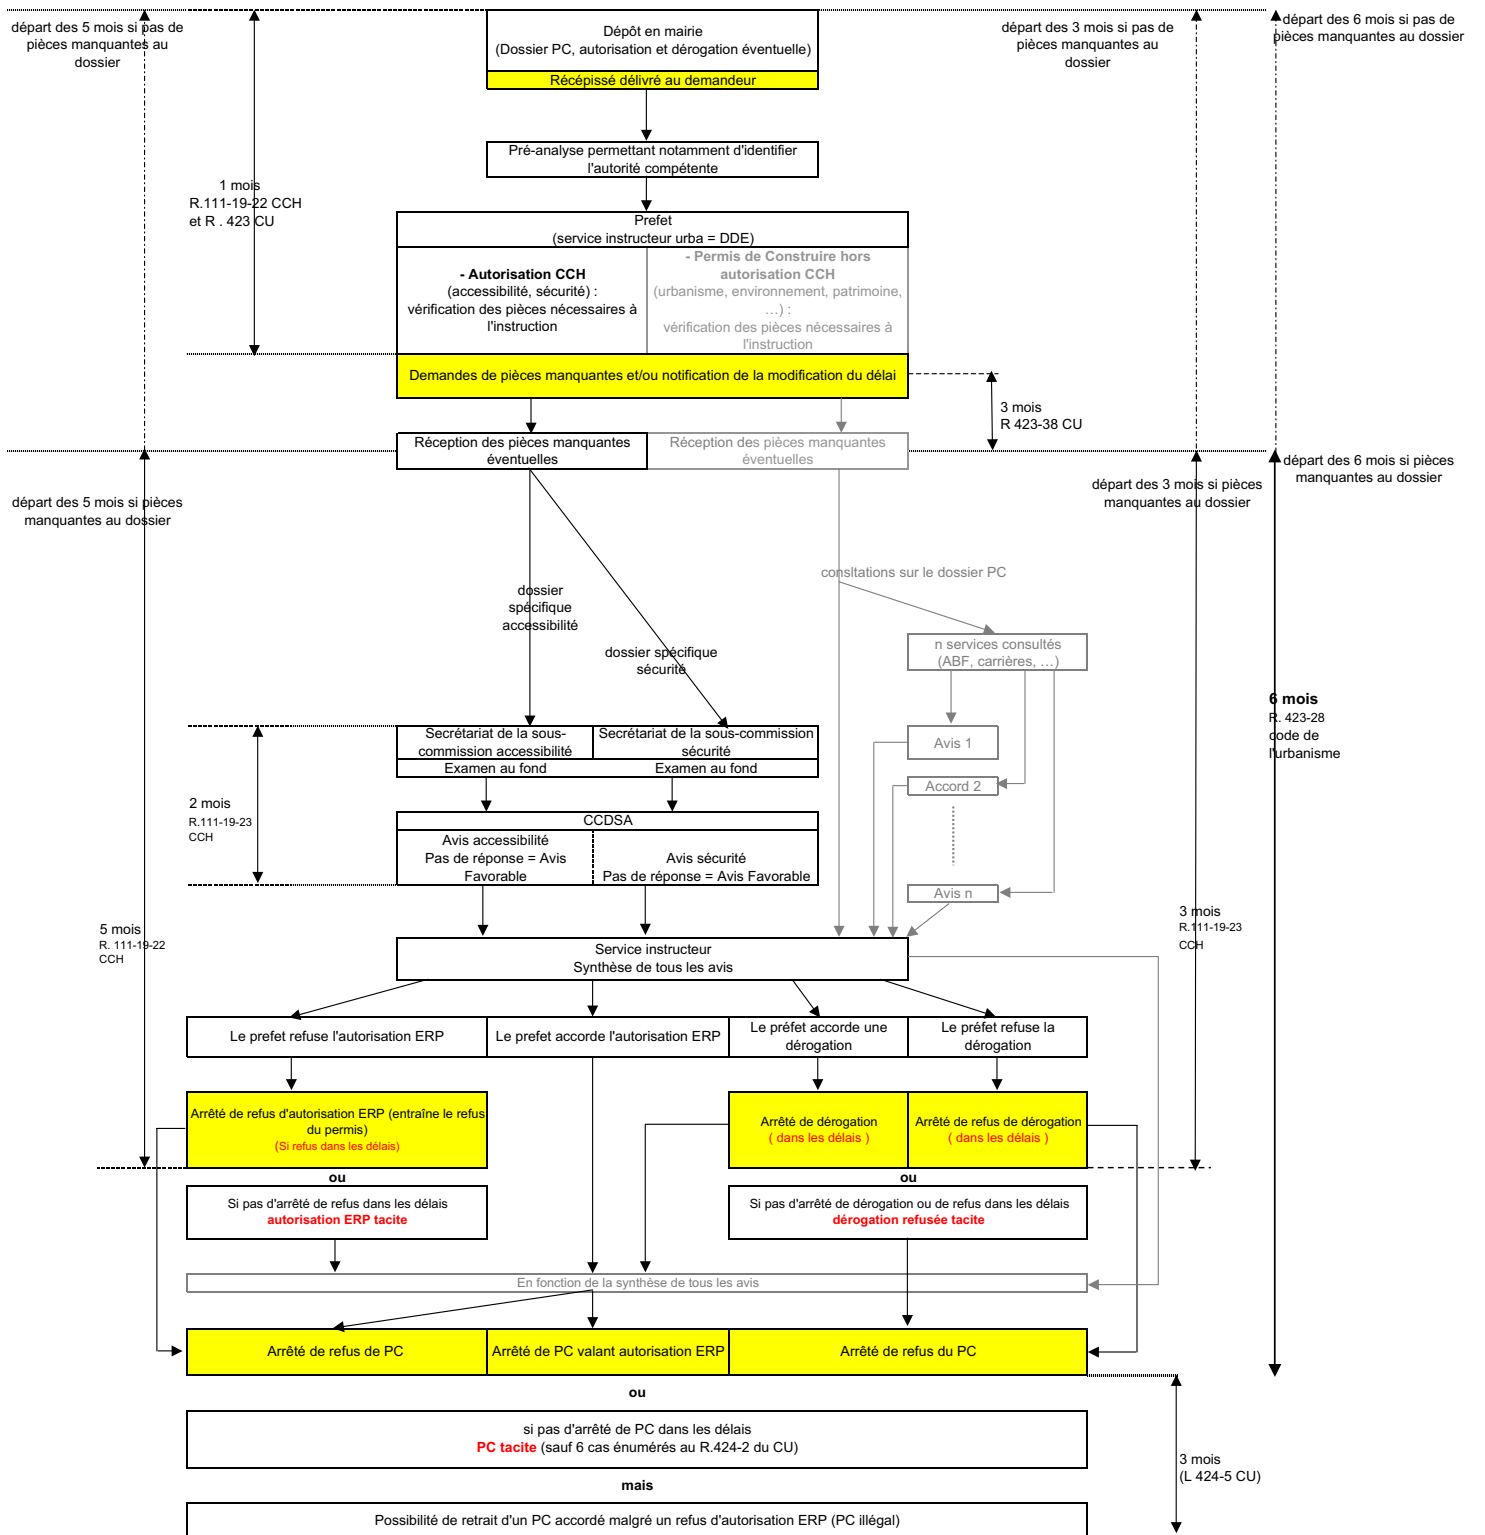 départ des 5 mois si pas de
pièces manquantes au
dossier
Dépôt en mairie
(Dossier PC, autorisation et dérogation éventuelle)
Récépissé délivré au demandeur
départ des 3 mois si pas de
pièces manquantes au
dossier
départ des 6 mois si pas de
pièces manquantes au dossier
Pré-analyse permettant notamment d'identifier
l'autorité compétente
1 mois
R.111-19-22 CCH
et R . 423 CU
Prefet
(service instructeur urba = DDE)
- Autorisation CCH
(accessibilité, sécurité) :
vérification des pièces nécessaires à
l'instruction
- Permis de Construire hors
autorisation CCH
(urbanisme, environnement, patrimoine,
…) :
vérification des pièces nécessaires à
l'instruction
Demandes de pièces manquantes et/ou notification de la modification du délai
3 mois
R 423-38 CU
Réception des pièces manquantes
éventuelles
Réception des pièces manquantes
éventuelles
départ des 5 mois si pièces
manquantes au dossier
départ des 3 mois si pièces
manquantes au dossier
départ des 6 mois si pièces
manquantes au dossier
dossier
spécifique
accessibilité
dossier spécifique
sécurité
consltations sur le dossier PC
n services consultés
(ABF, carrières, …)
6 mois
R. 423-28
code de
l'urbanisme
Secrétariat de la sous-
commission accessibilité
Secrétariat de la sous-commission
sécurité
Examen au fond
Examen au fond
Avis 1
Accord 2
Avis n
2 mois
R.111-19-23
CCH
CCDSA
Avis accessibilité
Pas de réponse = Avis
Favorable
Avis sécurité
Pas de réponse = Avis Favorable
5 mois
R. 111-19-22
CCH
3 mois
R.111-19-23
CCH
Service instructeur
Synthèse de tous les avis
Le prefet refuse l'autorisation ERP
Le prefet accorde l'autorisation ERP
Le préfet accorde une
dérogation
Le préfet refuse la
dérogation
Arrêté de refus d'autorisation ERP (entraîne le refus
du permis)
(Si refus dans les délais)
Arrêté de dérogation
( dans les délais )
Arrêté de refus de dérogation
( dans les délais )
ou
ou
Si pas d'arrêté de refus dans les délais
autorisation ERP tacite
Si pas d'arrêté de dérogation ou de refus dans les délais
dérogation refusée tacite
En fonction de la synthèse de tous les avis
Arrêté de refus de PC
Arrêté de PC valant autorisation ERP
Arrêté de refus du PC
ou
si pas d'arrêté de PC dans les délais
PC tacite (sauf 6 cas énumérés au R.424-2 du CU)
3 mois
(L 424-5 CU)
mais
Possibilité de retrait d'un PC accordé malgré un refus d'autorisation ERP (PC illégal)